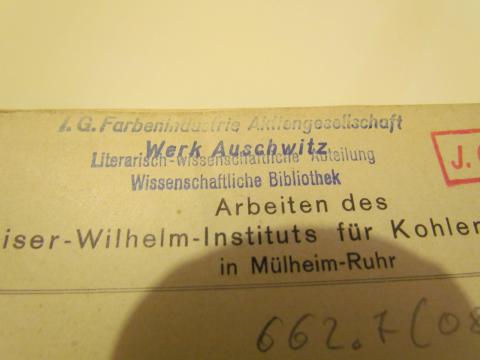 I. G. Farbenindustrie Aktiengesellschaft
Werk Auschwitz
Literarisch-wissenschaftliche Abteilung
Wissenschaftliche Bibliothek
J.
Arbeiten des
iser-Wilhelm-Instituts für Kohlen
in Mülheim-Ruhr
662.7(08